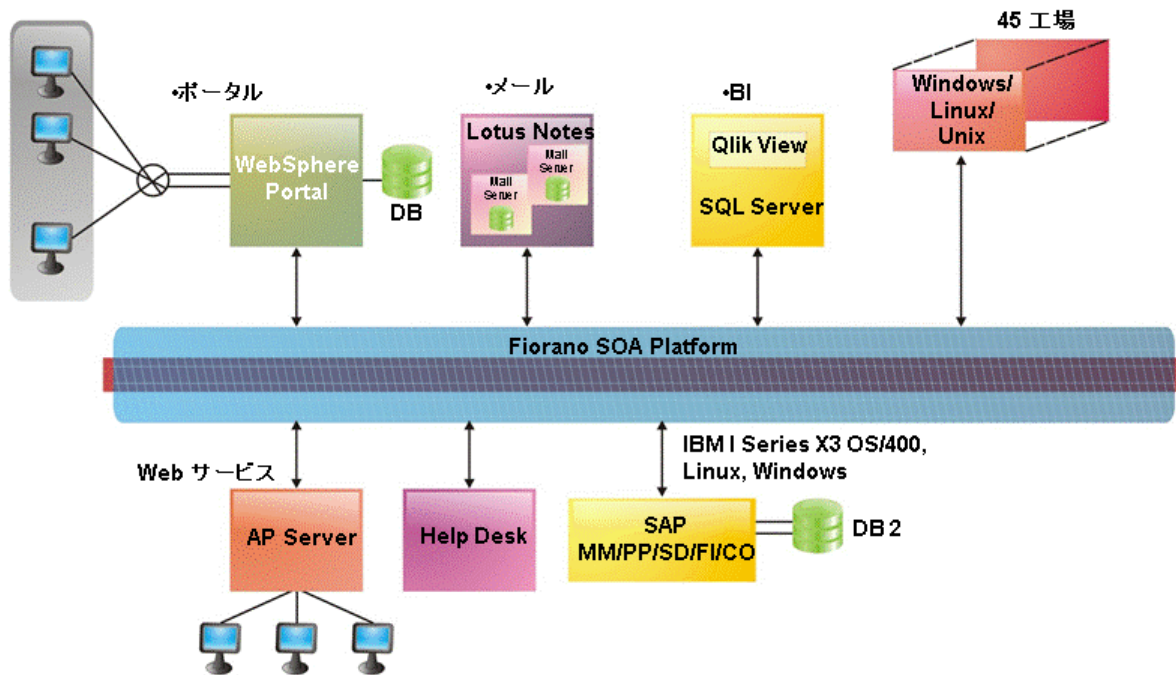 45 工場
•ポータル
•メール
•BI
Windows/
Linux/
Unix
WebSphere
Portal
DB
Lotus Notes
Mail
Server
Mail
Server
Qlik View
SQL Server
Fiorano SOA Platform
Web サービス
IBM I Series X3 OS/400,
Linux, Windows
AP Server
Help Desk
SAP
MM/PP/SD/FI/CO
DB 2